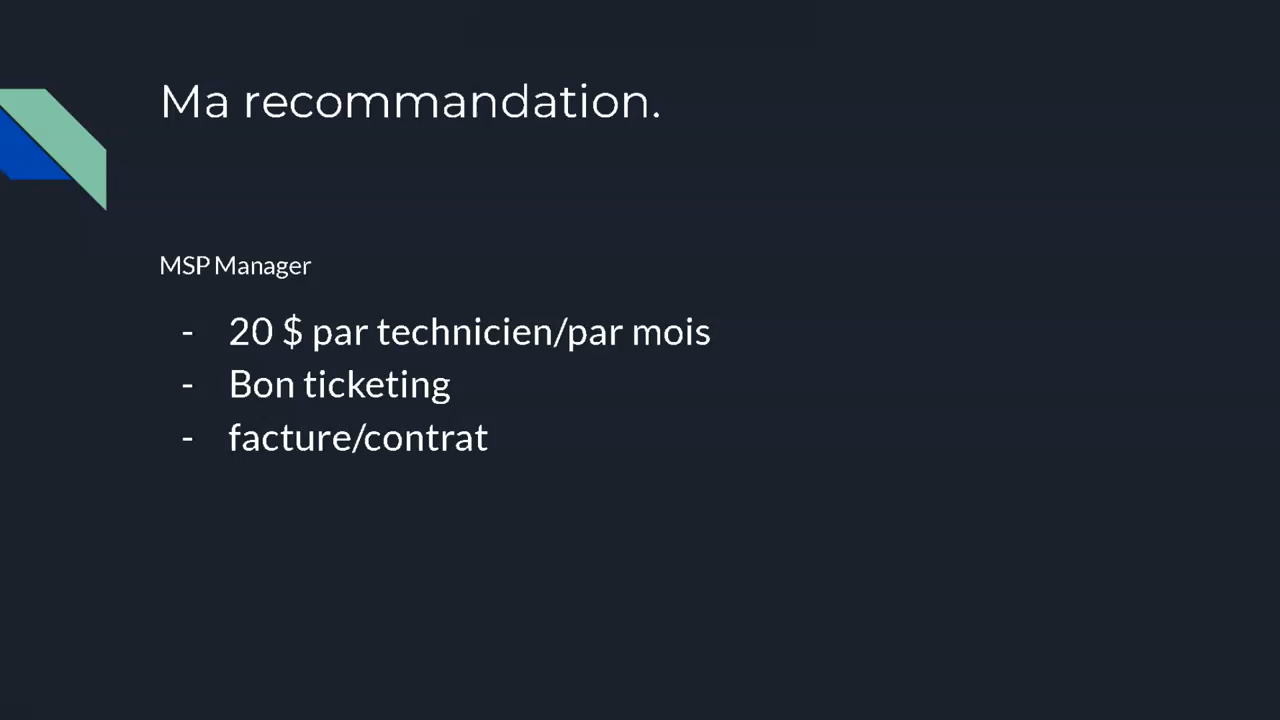 Ma recommandation.
MSP Manager
- 20 $ par technicien/par mois
- Bon ticketing
- facture/contrat